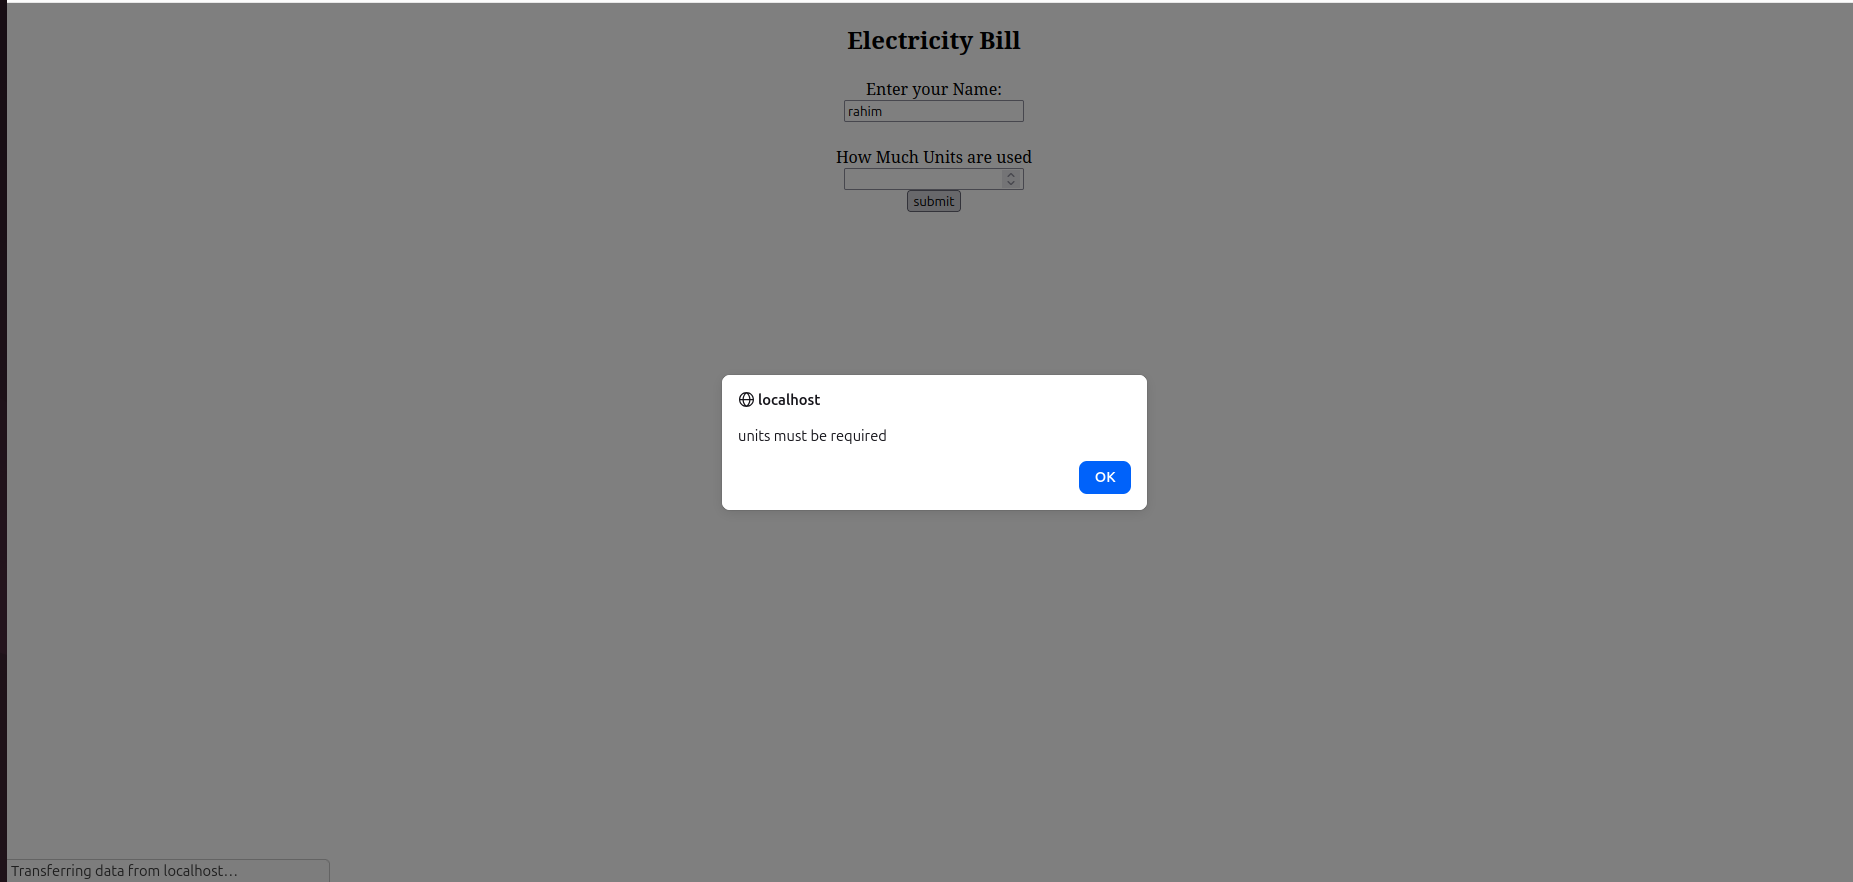 Electricity Bill
Enter your Name:
rahim
How Much Units are used
submit
localhost
units must be required
OK
Transferring data from localhost…